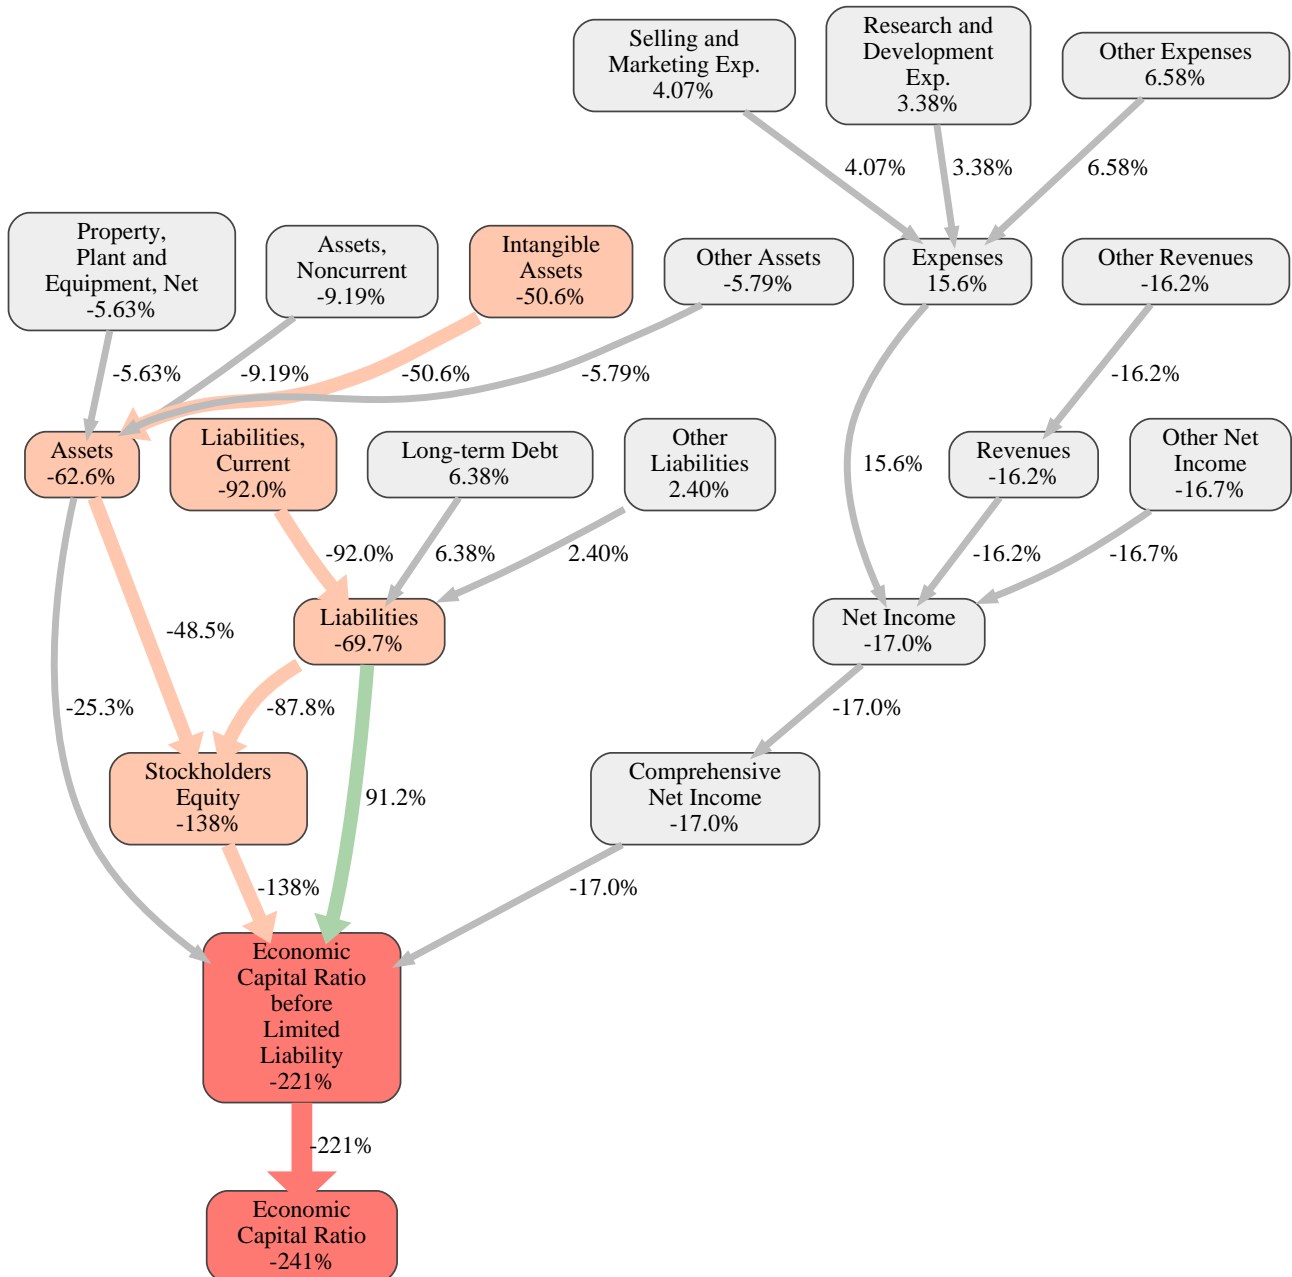 Selling and
Marketing Exp.
4.07%
Research and
Development
Exp.
3.38%
Other Expenses
6.58%
4.07%
3.38%
6.58%
Property,
Plant and
Equipment, Net
-5.63%
Assets,
Noncurrent
-9.19%
Intangible
Assets
-50.6%
Other Assets
-5.79%
Expenses
15.6%
Other Revenues
-16.2%
-5.63%
-9.19%
-50.6%
-5.79%
-16.2%
Assets
-62.6%
Liabilities,
Current
-92.0%
Long-term Debt
6.38%
Other
Liabilities
2.40%
15.6%
Revenues
-16.2%
Other Net
Income
-16.7%
-92.0%
6.38%
2.40%
-16.2%
-16.7%
-48.5%
Liabilities
-69.7%
Net Income
-17.0%
-25.3%
-87.8%
-17.0%
Stockholders
Equity
-138%
91.2%
Comprehensive
Net Income
-17.0%
-138%
-17.0%
Economic
Capital Ratio
before
Limited
Liability
-221%
-221%
Economic
Capital Ratio
-241%